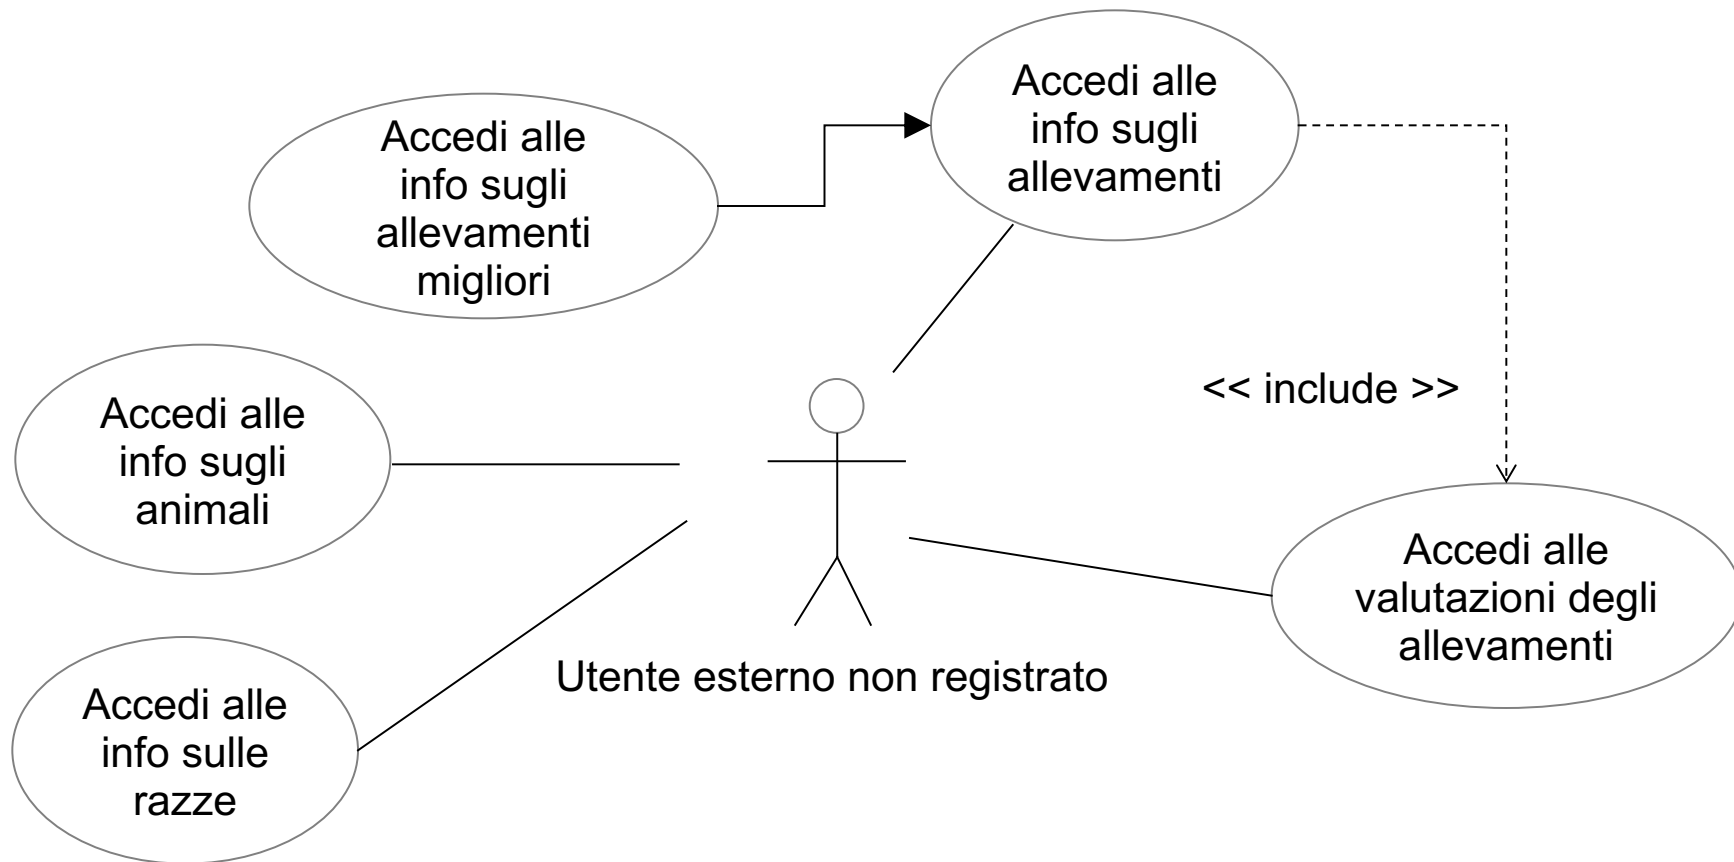 Accedi alle
info sugli
allevamenti
Accedi alle
info sugli
allevamenti
migliori
<< include >>
Accedi alle
info sugli
animali
Accedi alle
valutazioni degli
allevamenti
Utente esterno non registrato
Accedi alle
info sulle
razze